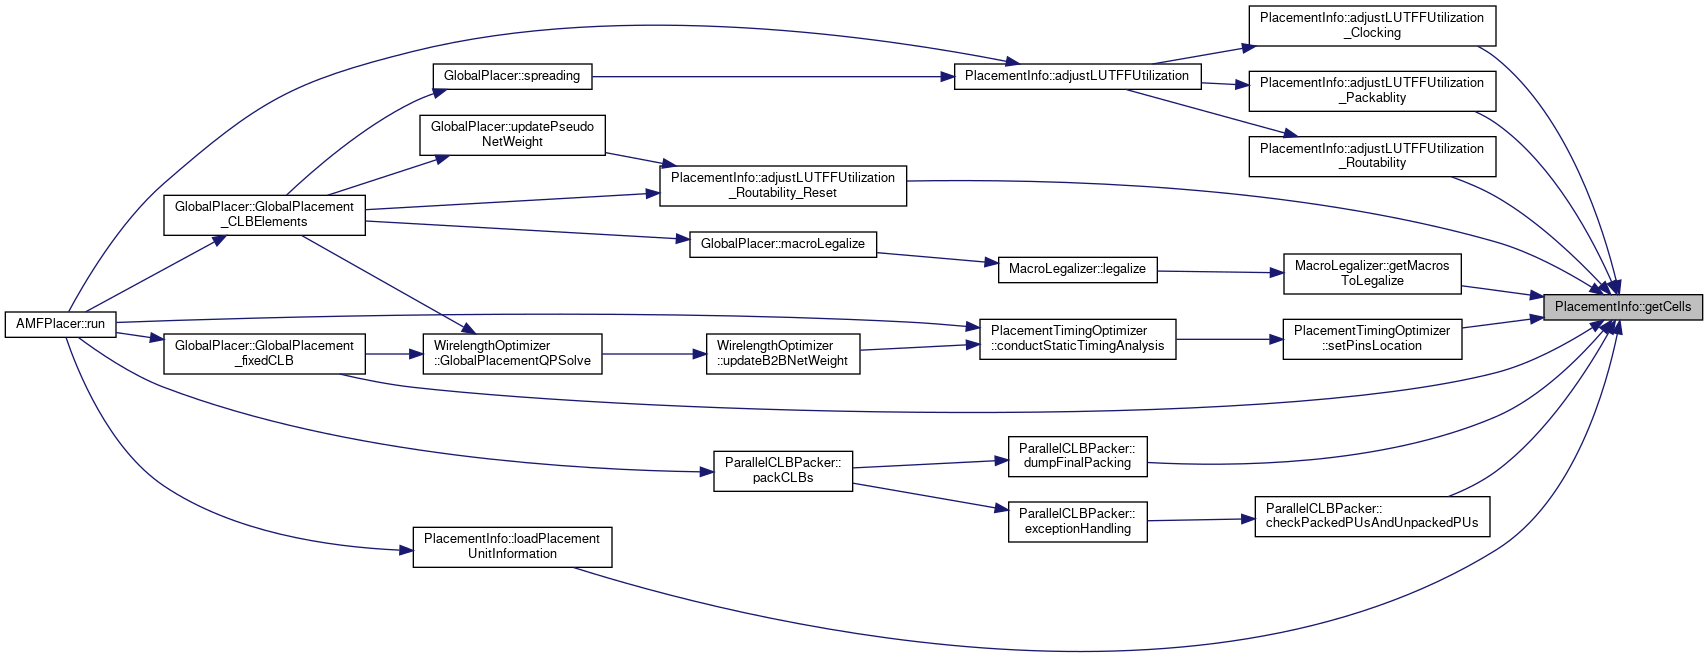 PlacementInfo::adjustLUTFFUtilization
_Clocking
GlobalPlacer::spreading
PlacementInfo::adjustLUTFFUtilization
PlacementInfo::adjustLUTFFUtilization
_Packablity
GlobalPlacer::updatePseudo
NetWeight
PlacementInfo::adjustLUTFFUtilization
_Routability
PlacementInfo::adjustLUTFFUtilization
_Routability_Reset
GlobalPlacer::GlobalPlacement
_CLBElements
GlobalPlacer::macroLegalize
MacroLegalizer::legalize
MacroLegalizer::getMacros
ToLegalize
PlacementInfo::getCells
AMFPlacer::run
GlobalPlacer::GlobalPlacement
_fixedCLB
WirelengthOptimizer
::GlobalPlacementQPSolve
WirelengthOptimizer
::updateB2BNetWeight
PlacementTimingOptimizer
::conductStaticTimingAnalysis
PlacementTimingOptimizer
::setPinsLocation
ParallelCLBPacker::
packCLBs
ParallelCLBPacker::
dumpFinalPacking
ParallelCLBPacker::
exceptionHandling
ParallelCLBPacker::
checkPackedPUsAndUnpackedPUs
PlacementInfo::loadPlacement
UnitInformation